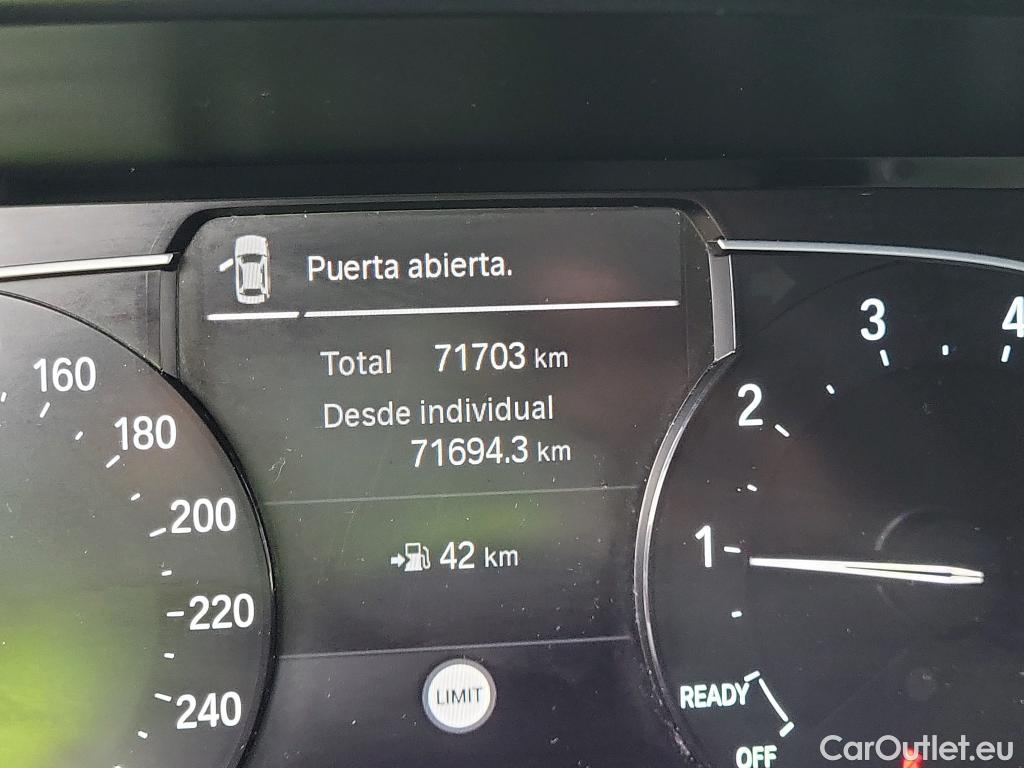 Puerta abierta.
Total 71703 km
Desde individual
71694.3 km
42 km
LIMIT
160
180
200
220
240
1
2
3
4
READY
OFF
CarOutlet.eu